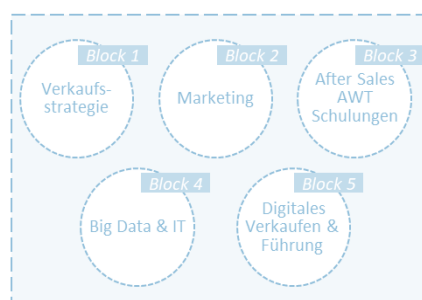 Block 1
Verkaufs-
strategie
Block 2
Marketing
Block 3
After Sales
AWT
Schulungen
Block 4
Big Data & IT
Block 5
Digitales
Verkaufen &
Führung